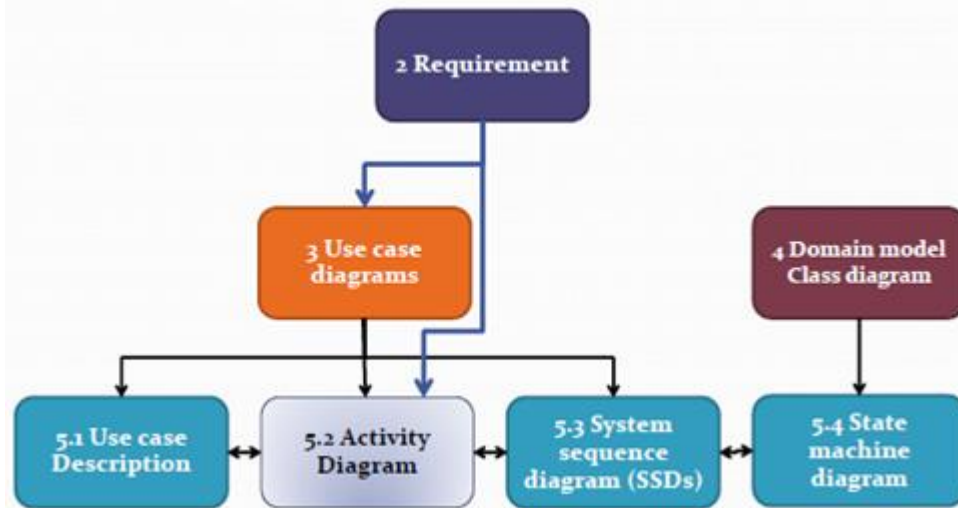 2 Requirement
3 Use case
diagrams
4 Domain model
Class diagram
5.1 Use case
Description
5.2 Activity
Diagram
5.3 System
sequence
diagram (SSDs)
5.4 State
machine
diagram